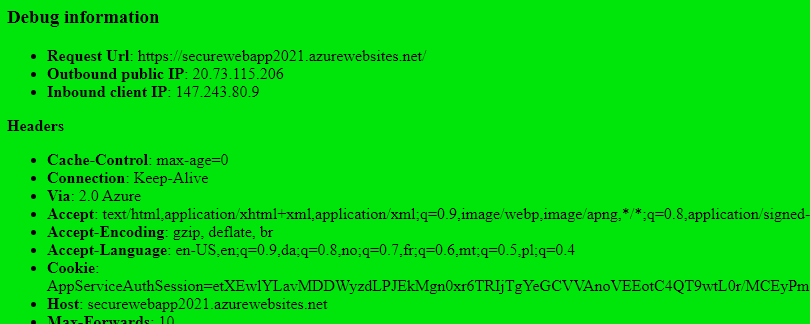 Debug information
• Request Url: https://securewebapp2021.azurewebsites.net/
• Outbound public IP: 20.73.115.206
• Inbound client IP: 147.243.80.9
Headers
• Cache-Control: max-age=0
• Connection: Keep-Alive
• Via: 2.0 Azure
• Accept: text/html,application/xhtml+xml,application/xml;q=0.9,image/webp,image/apng,*/*;q=0.8,application/signed-
• Accept-Encoding: gzip, deflate, br
• Accept-Language: en-US,en;q=0.9,da;q=0.8,no;q=0.7,fr;q=0.6,mt;q=0.5,pl;q=0.4
• Cookie:
AppServiceAuthSession=etXEwlYLavMDDWyzdLPJEkMgn0xr6TRIjTgYeGCVVAnoVEEotC4QT9wtL0r/MCEyPm
• Host: securewebapp2021.azurewebsites.net
• Max-Forwards: 10